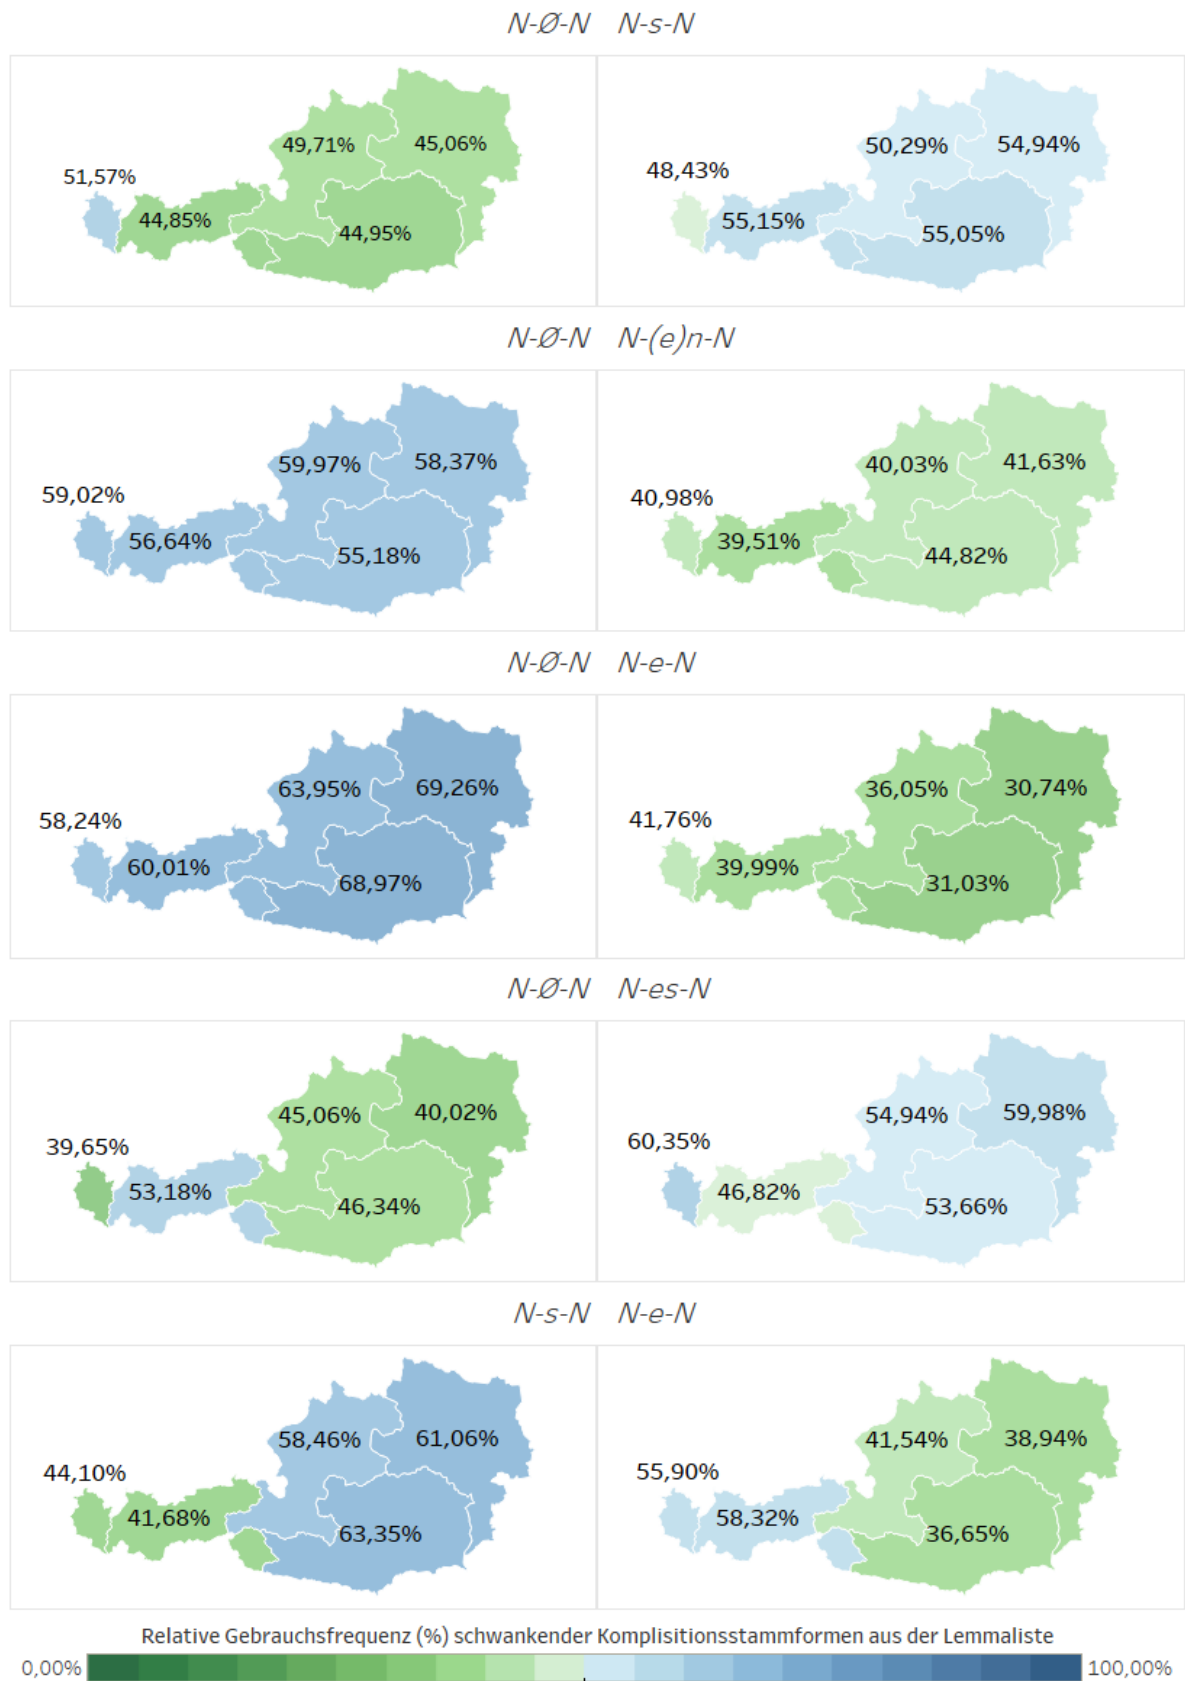 N-Ø-N N-s-N
49,71% 45,06% 50,29% 54,94%
51,57% 48,43%
44,85% 44,95% 55,15% 55,05%
N-Ø-N N-(e)n-N
59,97% 58,37% 40,03% 41,63%
59,02% 40,98%
56,64% 55,18% 39,51% 44,82%
N-Ø-N N-e-N
63,95% 69,26% 36,05% 30,74%
58,24% 41,76%
60,01% 68,97% 39,99% 31,03%
N-Ø-N N-es-N
45,06% 40,02% 54,94% 59,98%
39,65% 60,35%
53,18% 46,34% 46,82% 53,66%
N-s-N N-e-N
58,46% 61,06% 41,54% 38,94%
44,10% 55,90%
41,68% 63,35% 58,32% 36,65%
Relative Gebrauchsfrequenz (%) schwankender Komplisitionsstammformen aus der Lemmaliste
0,00% 100,00%